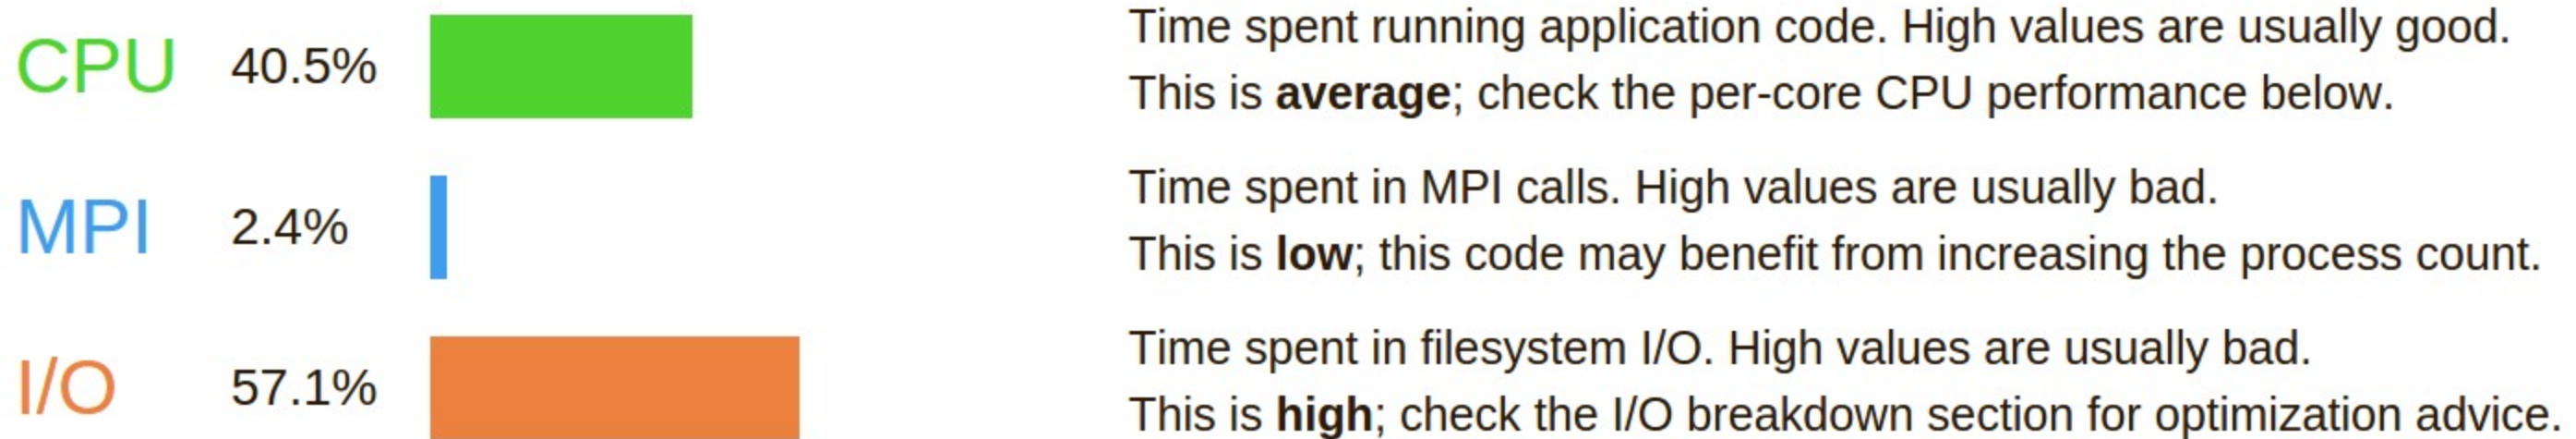 CPU 40.5% Time spent running application code. High values are usually good.
This is average; check the per-core CPU performance below.
MPI 2.4% Time spent in MPI calls. High values are usually bad.
This is low; this code may benefit from increasing the process count.
I/O 57.1% Time spent in filesystem I/O. High values are usually bad.
This is high; check the I/O breakdown section for optimization advice.